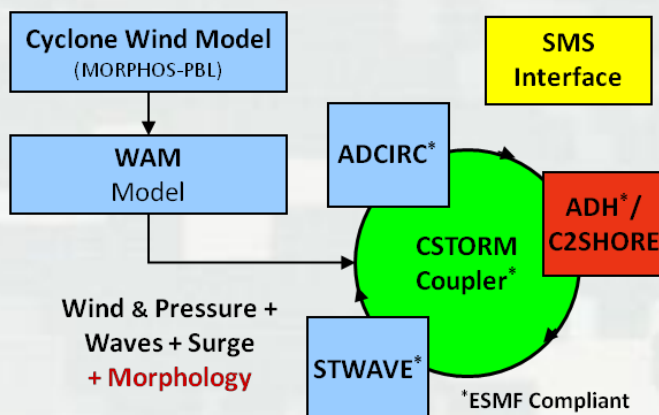 Cyclone Wind Model
(MORPHOS-PBL)
SMS
Interface
WAM
Model
ADCIRC*
ADH*/
C2SHORE
CSTORM
Coupler*
Wind & Pressure +
Waves + Surge
+ Morphology
STWAVE*
*ESMF Compliant